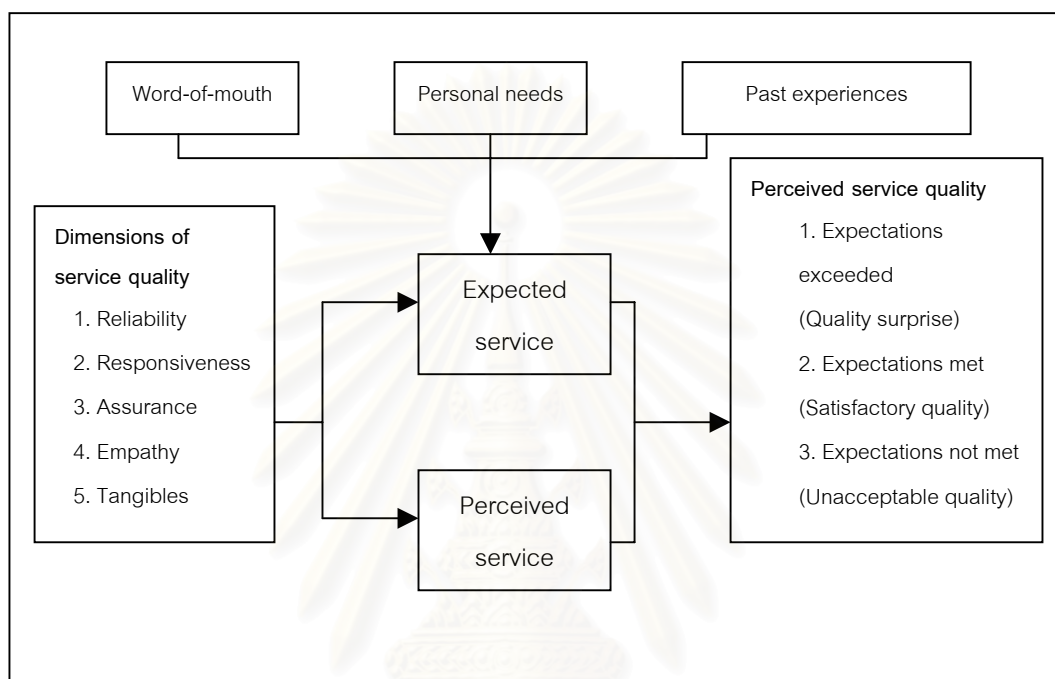 Word-of-mouth
Personal needs
Past experiences
Dimensions of
service quality
1. Reliability
2. Responsiveness
3. Assurance
4. Empathy
5. Tangibles
Expected
service
Perceived
service
Perceived service quality
1. Expectations
exceeded
(Quality surprise)
2. Expectations met
(Satisfactory quality)
3. Expectations not met
(Unacceptable quality)